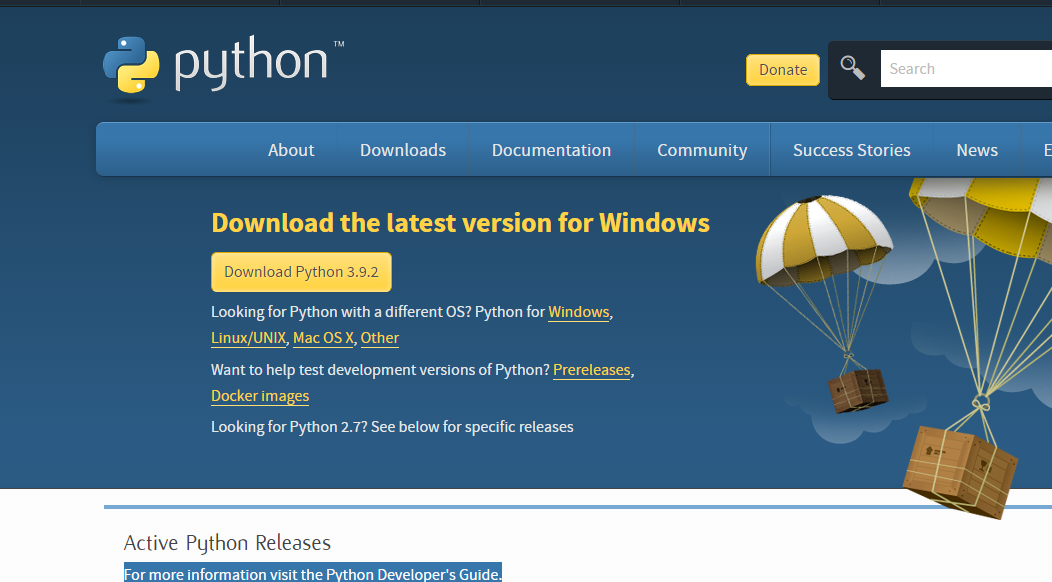 python™
Donate
Search
About Downloads Documentation Community Success Stories News
Download the latest version for Windows
Download Python 3.9.2
Looking for Python with a different OS? Python for Windows,
Linux/UNIX, Mac OS X, Other
Want to help test development versions of Python? Prereleases,
Docker images
Looking for Python 2.7? See below for specific releases
Active Python Releases
For more information visit the Python Developer's Guide.